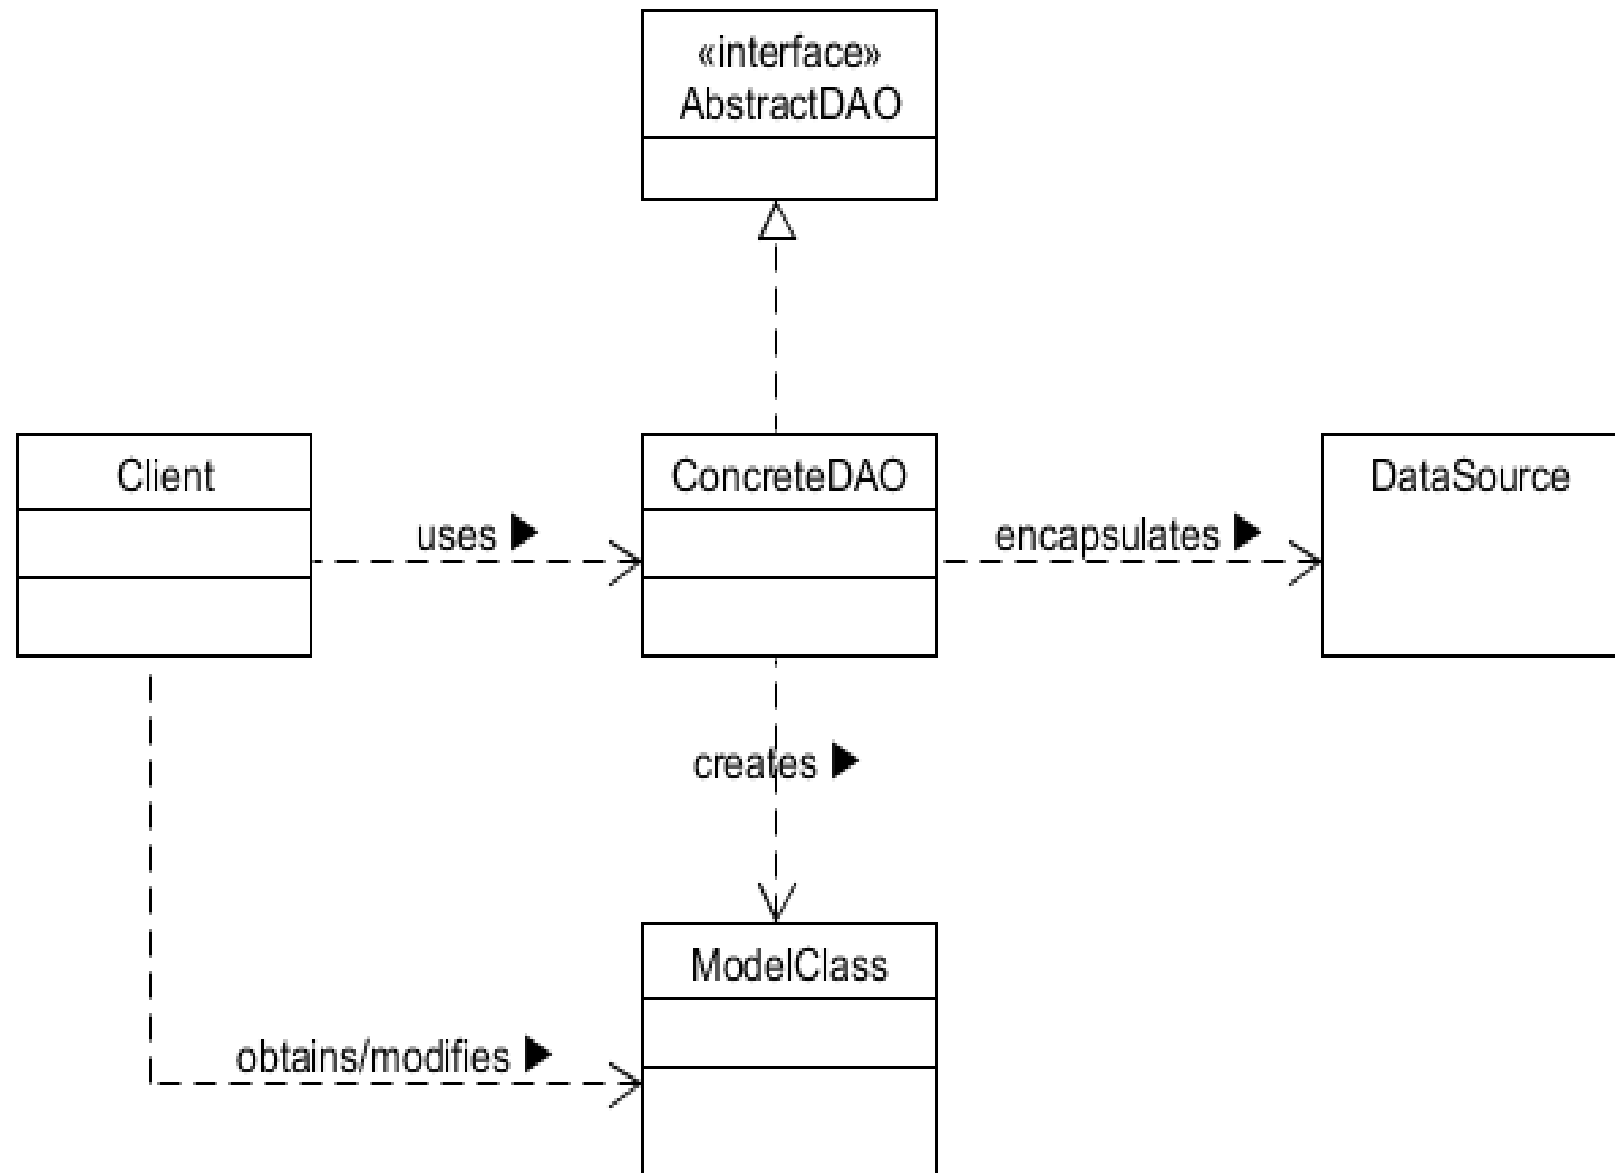 «interface»
AbstractDAO
Client
ConcreteDAO
DataSource
uses ▶
encapsulates ▶
creates ▶
ModelClass
obtains/modifies ▶